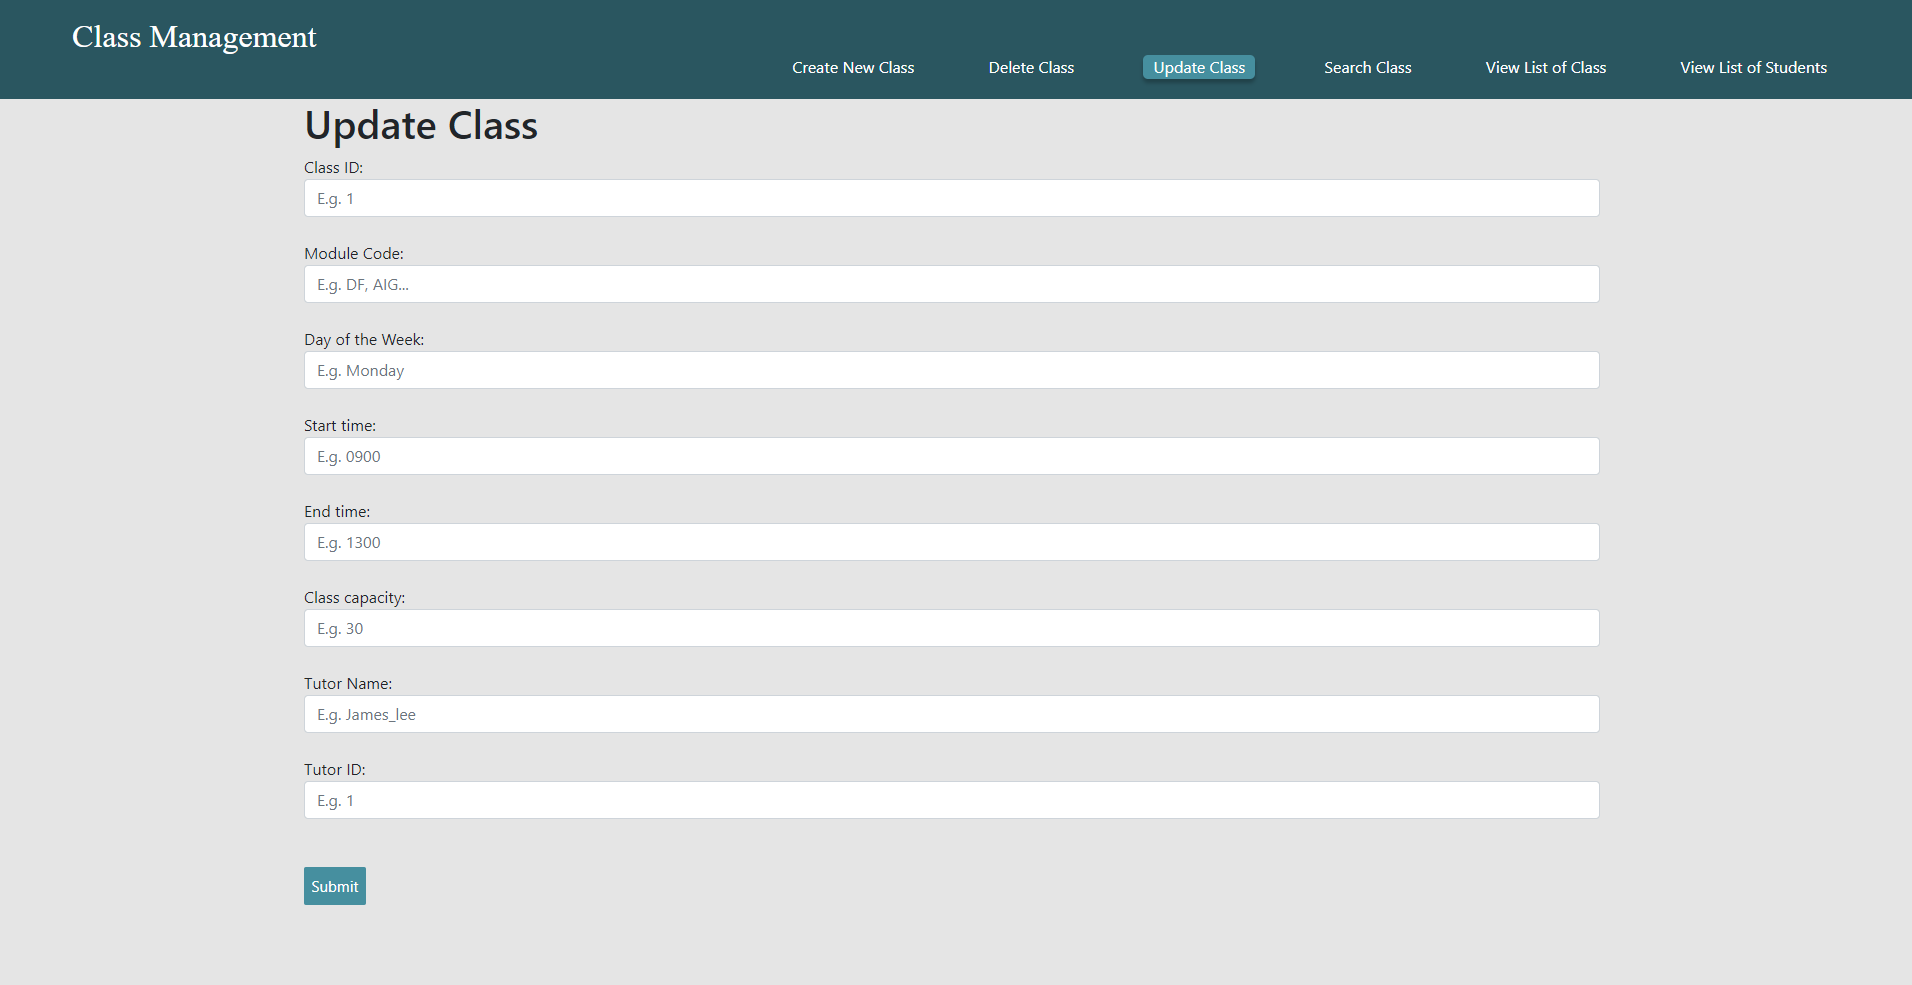 Class Management
Create New Class Delete Class Update Class Search Class View List of Class View List of Students
Update Class
Class ID:
E.g. 1
Module Code:
E.g. DF, AIG...
Day of the Week:
E.g. Monday
Start time:
E.g. 0900
End time:
E.g. 1300
Class capacity:
E.g. 30
Tutor Name:
E.g. James_lee
Tutor ID:
E.g. 1
Submit